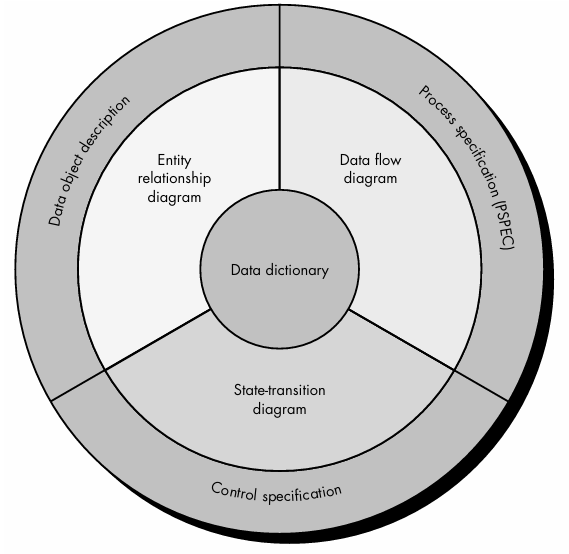 Data object description
Process specification (PSPEC)
Entity
relationship
diagram
Data flow
diagram
Data dictionary
State-transition
diagram
Control specification